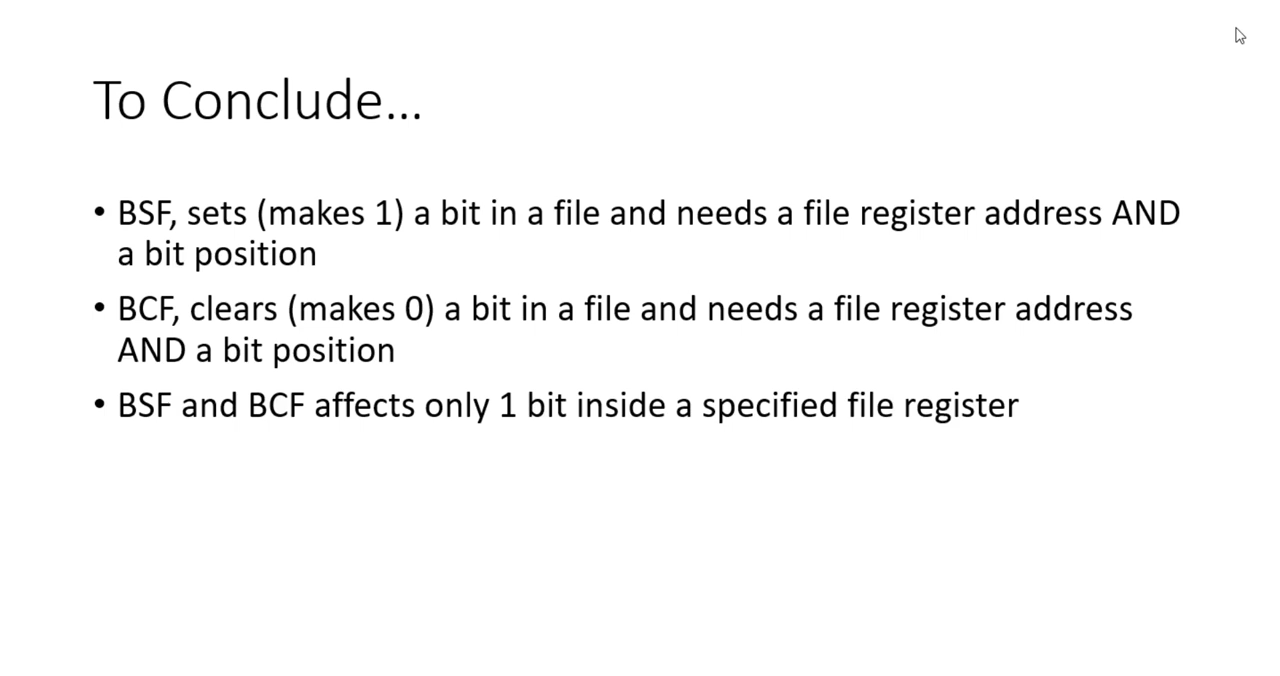 To Conclude...
• BSF, sets (makes 1) a bit in a file and needs a file register address AND
a bit position
• BCF, clears (makes 0) a bit in a file and needs a file register address
AND a bit position
• BSF and BCF affects only 1 bit inside a specified file register